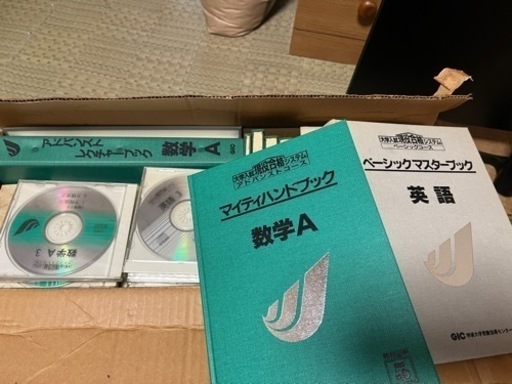 アドバンスト
レクチャーブック 数学A
GIC
数学A 3
大学入試現役合格システム
アドバンストコース
マイティハンドブック
数学A
大学入試現役合格システム
ベーシックコース
ベーシックマスターブック
英語
GIC